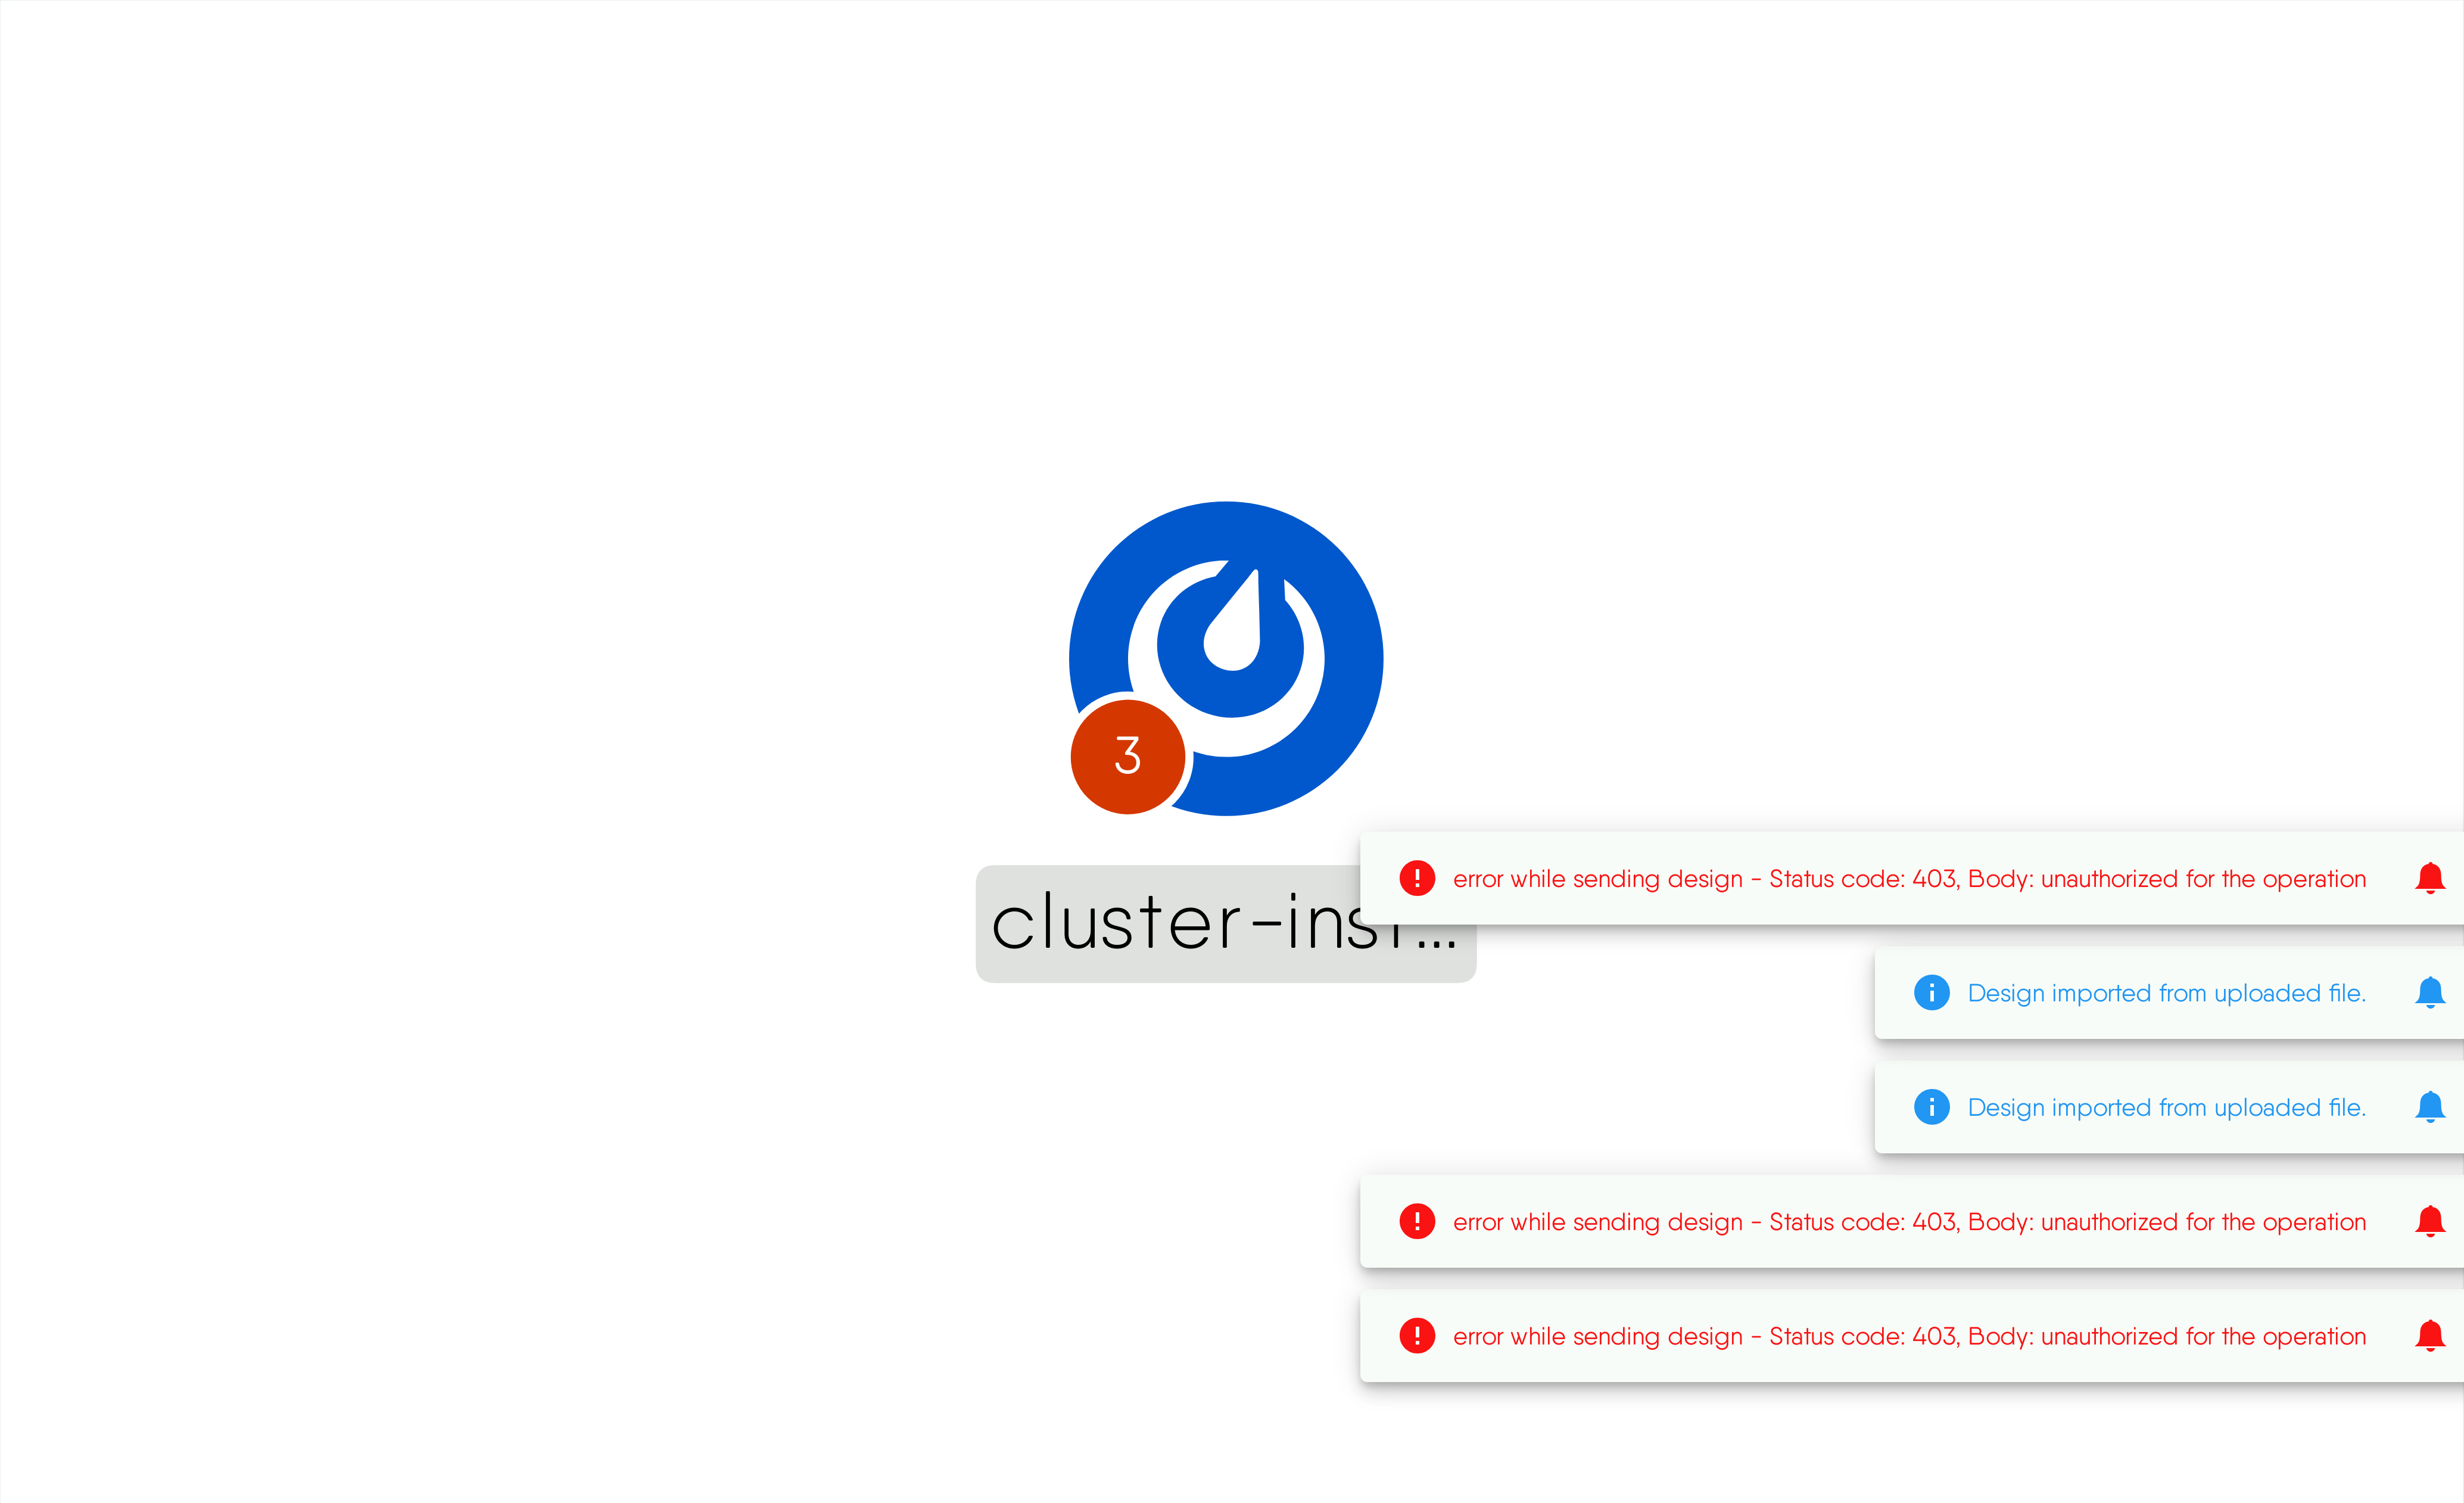 3
cluster-inst...
error while sending design - Status code: 403, Body: unauthorized for the operation
Design imported from uploaded file.
Design imported from uploaded file.
error while sending design - Status code: 403, Body: unauthorized for the operation
error while sending design - Status code: 403, Body: unauthorized for the operation